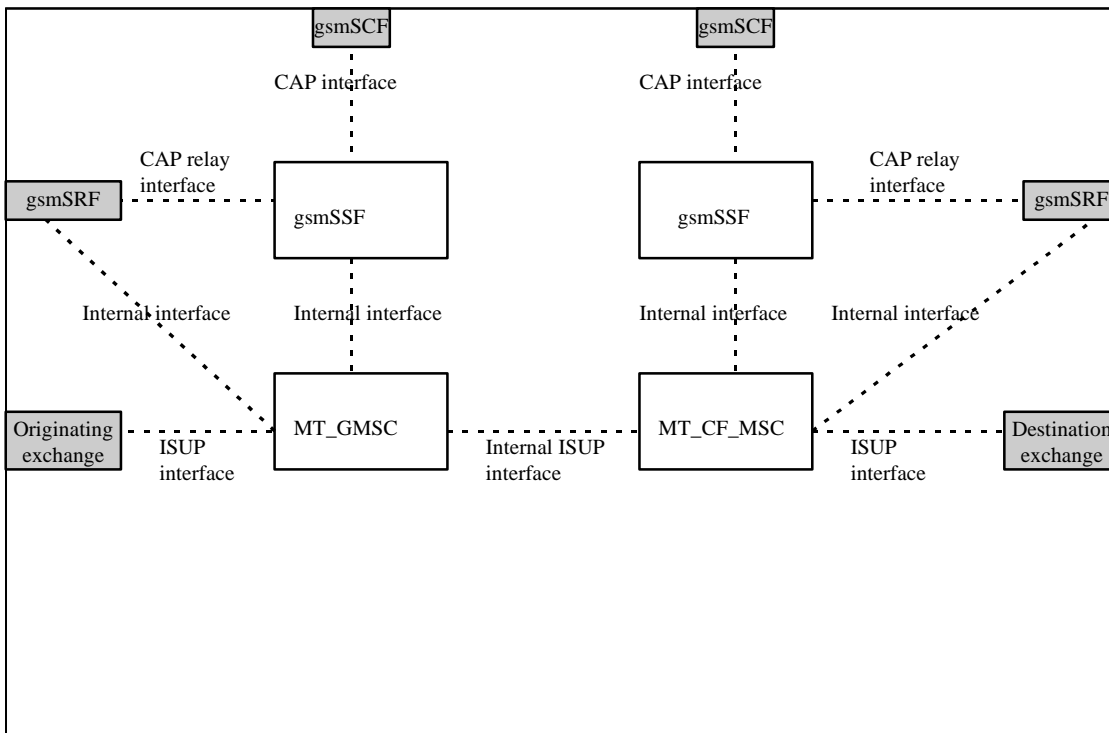 gsmSCF
gsmSCF
CAP interface
CAP interface
CAP relay
interface
CAP relay
interface
gsmSRF
gsmSSF
gsmSSF
gsmSRF
Internal interface
Internal interface
Internal interface
Internal interface
Originating
exchange
ISUP
interface
MT_GMSC
Internal ISUP
interface
MT_CF_MSC
ISUP
interface
Destination
exchange